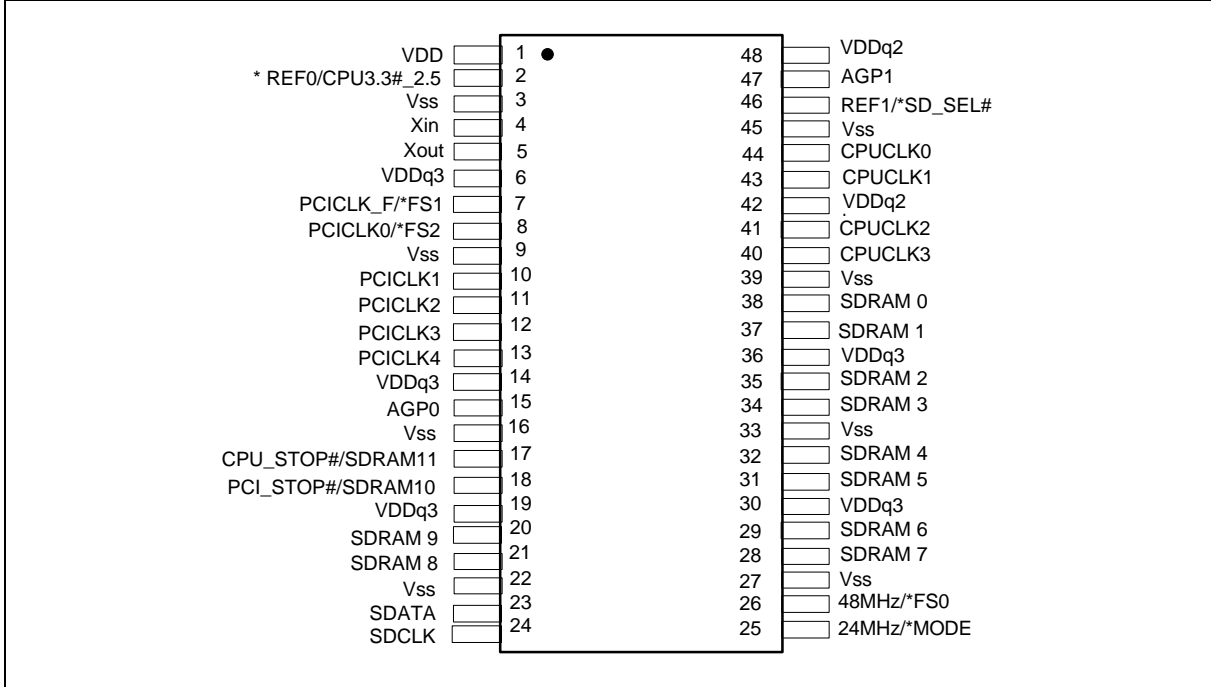 VDD 1 48 VDDq2
* REF0/CPU3.3#_2.5 2 47 AGP1
Vss 3 46 REF1/*SD_SEL#
Xin 4 45 Vss
Xout 5 44 CPUCLK0
VDDq3 6 43 CPUCLK1
PCICLK_F/*FS1 7 42 VDDq2
PCICLK0/*FS2 8 41 CPUCLK2
Vss 9 40 CPUCLK3
PCICLK1 10 39 Vss
PCICLK2 11 38 SDRAM 0
PCICLK3 12 37 SDRAM 1
PCICLK4 13 36 VDDq3
VDDq3 14 35 SDRAM 2
AGP0 15 34 SDRAM 3
Vss 16 33 Vss
CPU_STOP#/SDRAM11 17 32 SDRAM 4
PCI_STOP#/SDRAM10 18 31 SDRAM 5
VDDq3 19 30 VDDq3
SDRAM 9 20 29 SDRAM 6
SDRAM 8 21 28 SDRAM 7
Vss 22 27 Vss
SDATA 23 26 48MHz/*FS0
SDCLK 24 25 24MHz/*MODE